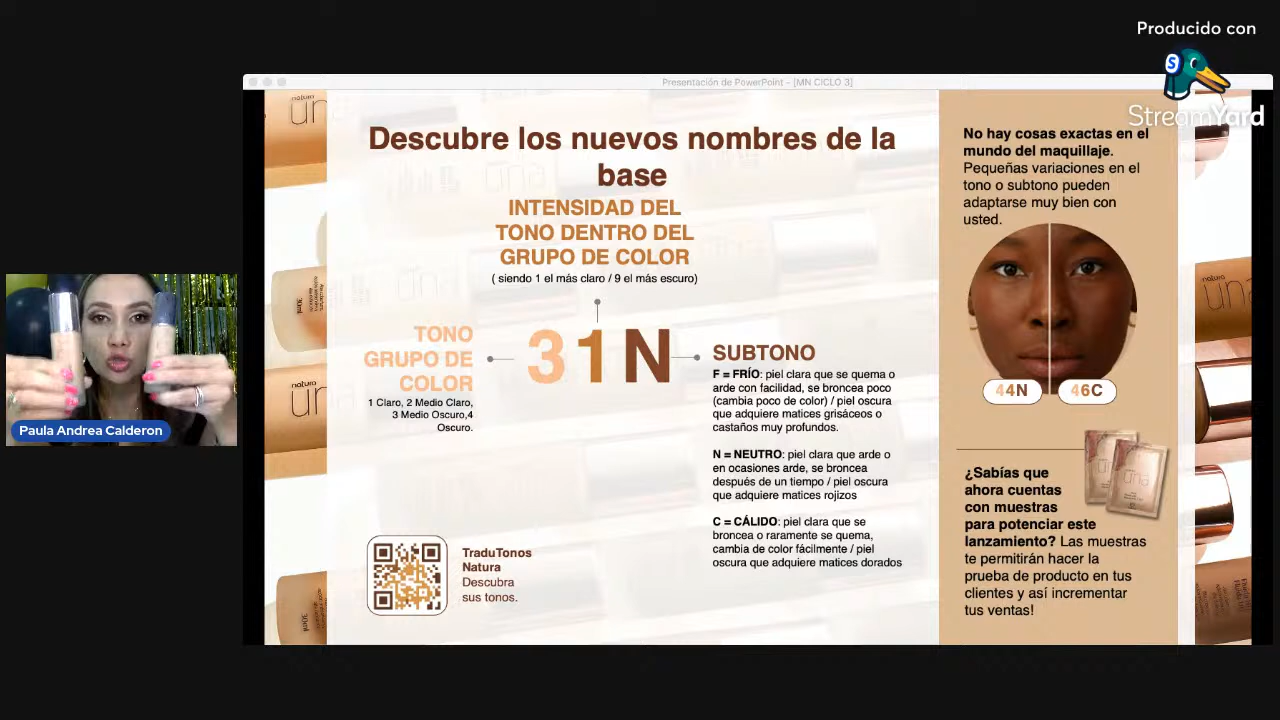 Producido con
StreamYard
Presentación de PowerPoint - [MN CICLO 3]
Descubre los nuevos nombres de la
base
INTENSIDAD DEL
TONO DENTRO DEL
GRUPO DE COLOR
( siendo 1 el más claro / 9 el más escuro)
TONO
GRUPO DE
COLOR
1 Claro, 2 Medio Claro,
3 Medio Oscuro,4
Oscuro.
31N
SUBTONO
F = FRÍO: piel clara que se quema o
arde con facilidad, se broncea poco
(cambia poco de color) / piel oscura
que adquiere matices grisáceos o
castaños muy profundos.
N = NEUTRO: piel clara que arde o
en ocasiones arde, se broncea
después de un tiempo / piel oscura
que adquiere matices rojizos
C = CÁLIDO: piel clara que se
broncea o raramente se quema,
cambia de color fácilmente / piel
oscura que adquiere matices dorados
TraduTonos
Natura
Descubra
sus tonos.
No hay cosas exactas en el
mundo del maquillaje.
Pequeñas variaciones en el
tono o subtono pueden
adaptarse muy bien con
usted.
44N
46C
¿Sabías que
ahora cuentas
con muestras
para potenciar este
lanzamiento? Las muestras
te permitirán hacer la
prueba de producto en tus
clientes y así incrementar
tus ventas!
Paula Andrea Calderon
natura
una
natura
una
una
30ml